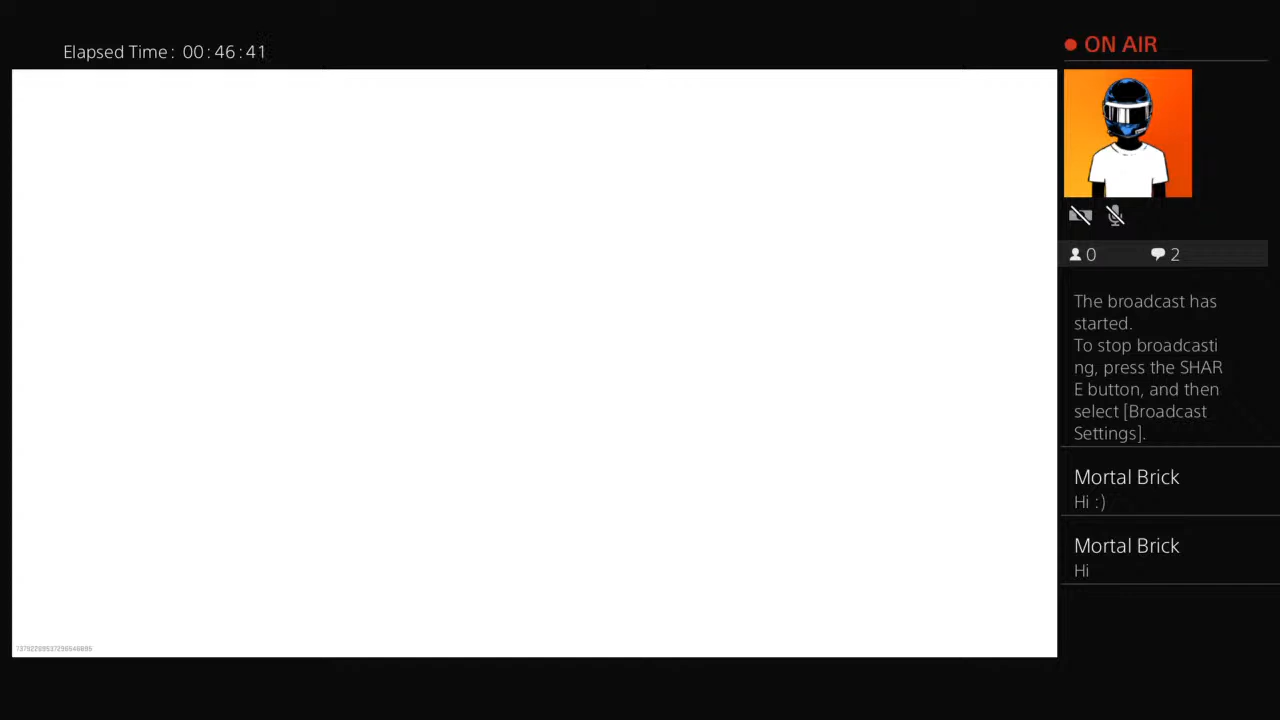 Elapsed Time: 00:46:41
ON AIR
0 2
The broadcast has
started.
To stop broadcasti
ng, press the SHAR
E button, and then
select [Broadcast
Settings].
Mortal Brick
Hi :)
Mortal Brick
Hi